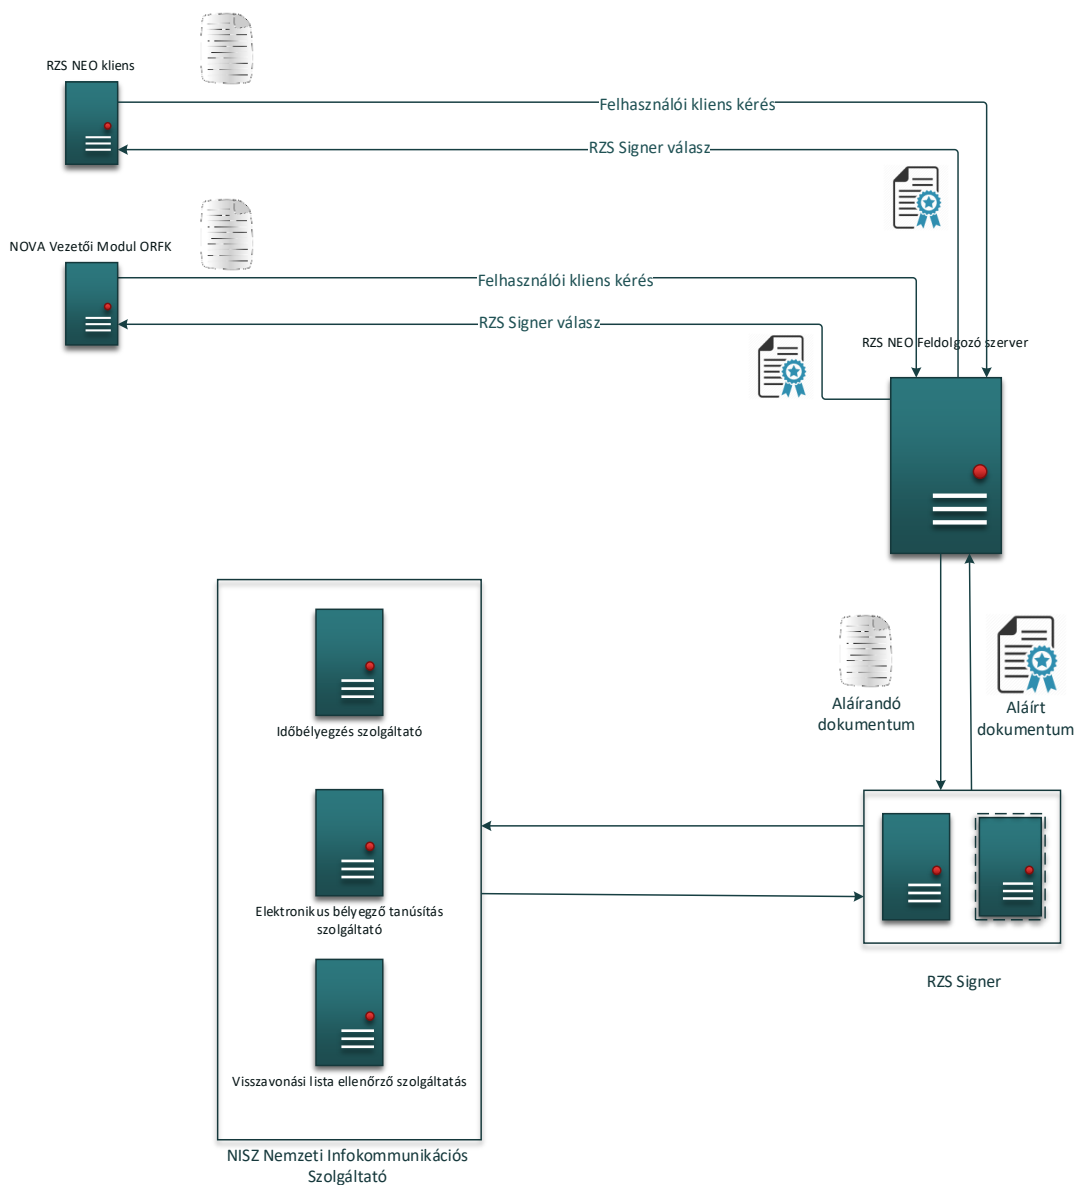 RZS NEO kliens
Felhasználói kliens kérés
RZS Signer válasz
NOVA Vezetői Modul ORFK
Felhasználói kliens kérés
RZS Signer válasz
RZS NEO Feldolgozó szerver
Aláírandó
dokumentum
Aláírt
dokumentum
Időbélyegzés szolgáltató
Elektronikus bélyegző tanúsítás
szolgáltató
Visszavonási lista ellenőrző szolgáltatás
RZS Signer
NISZ Nemzeti Infokommunikációs
Szolgáltató